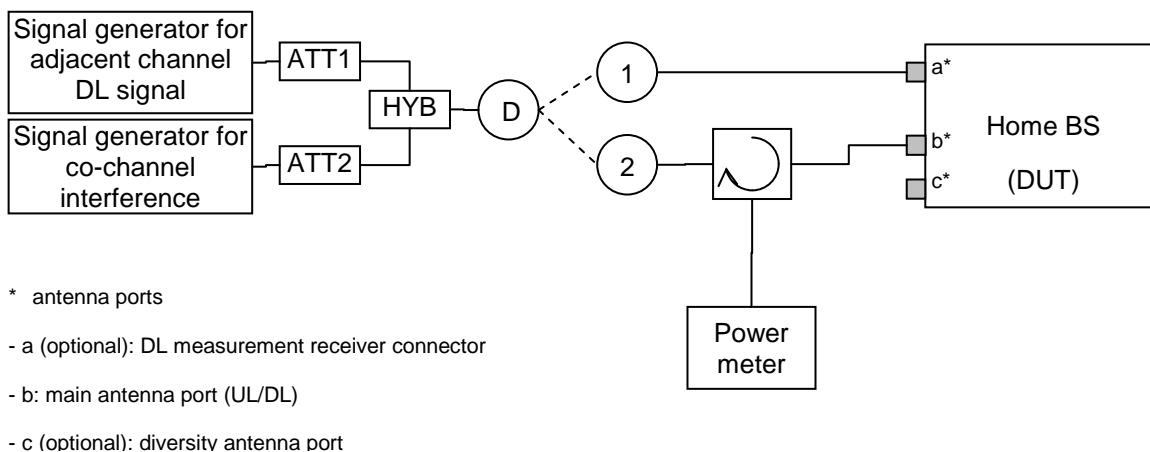 Signal generator for
adjacent channel
DL signal
ATT1
HYB
D
1
2
Signal generator for
co-channel
interference
ATT2
a*
b*
c*
Home BS
(DUT)
Power
meter
* antenna ports
- a (optional): DL measurement receiver connector
- b: main antenna port (UL/DL)
- c (optional): diversity antenna port